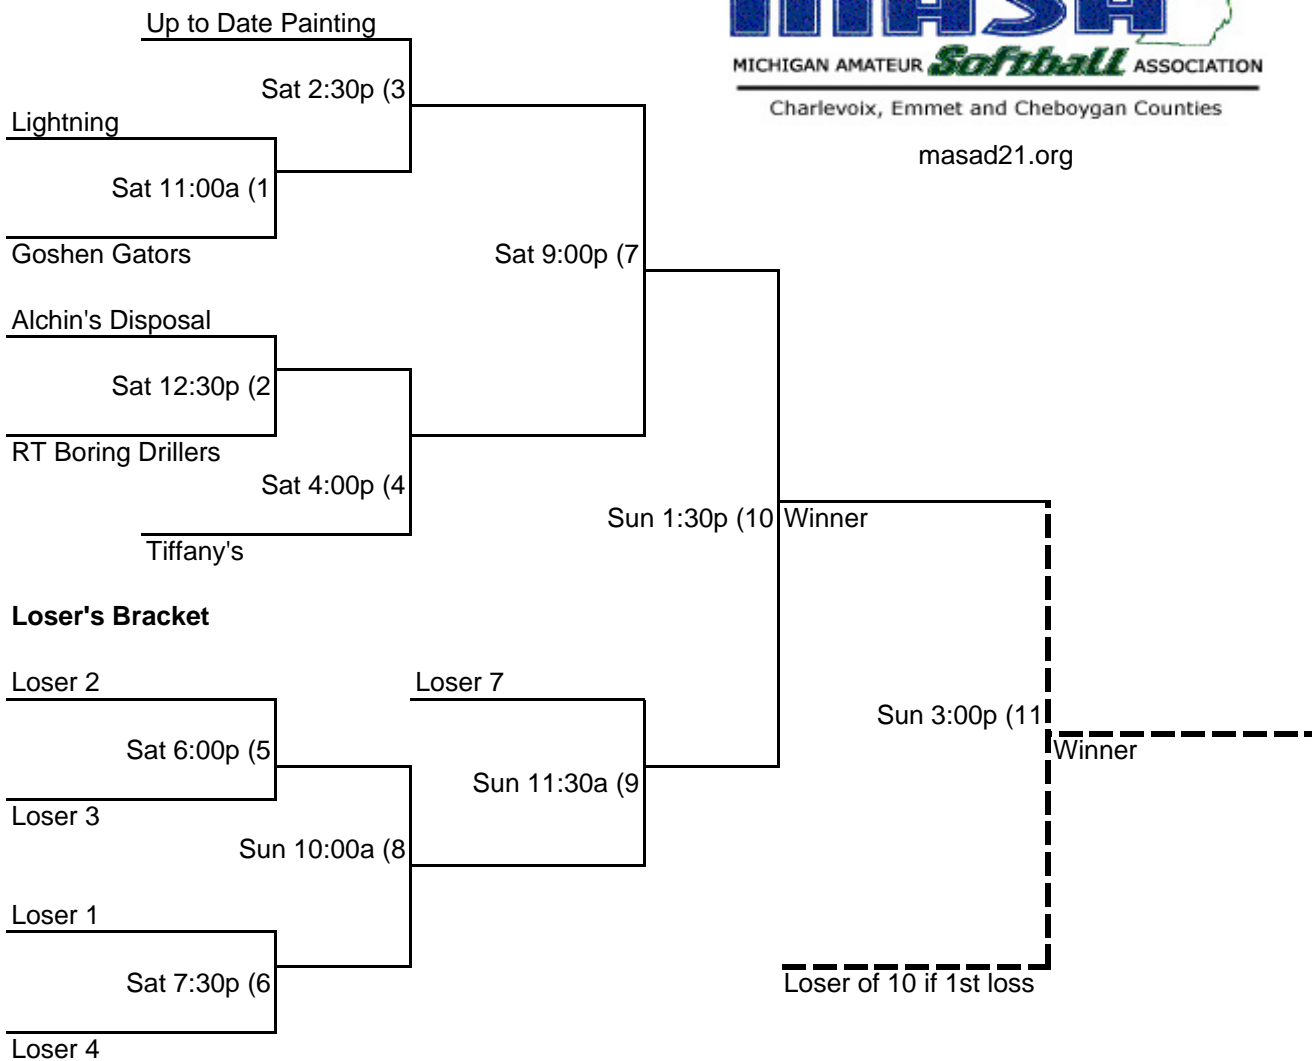 Up to Date Painting
MASA
MICHIGAN AMATEUR Softball ASSOCIATION
Charlevoix, Emmet and Cheboygan Counties
masad21.org
Sat 2:30p (3
Lightning
Sat 11:00a (1
Goshen Gators
Sat 9:00p (7
Alchin's Disposal
Sat 12:30p (2
RT Boring Drillers
Sat 4:00p (4
Tiffany's
Sun 1:30p (10
Winner
Loser's Bracket
Loser 2
Loser 7
Sat 6:00p (5
Loser 3
Sun 11:30a (9
Sun 10:00a (8
Loser 1
Sat 7:30p (6
Loser 4
Sun 3:00p (11
Winner
Loser of 10 if 1st loss